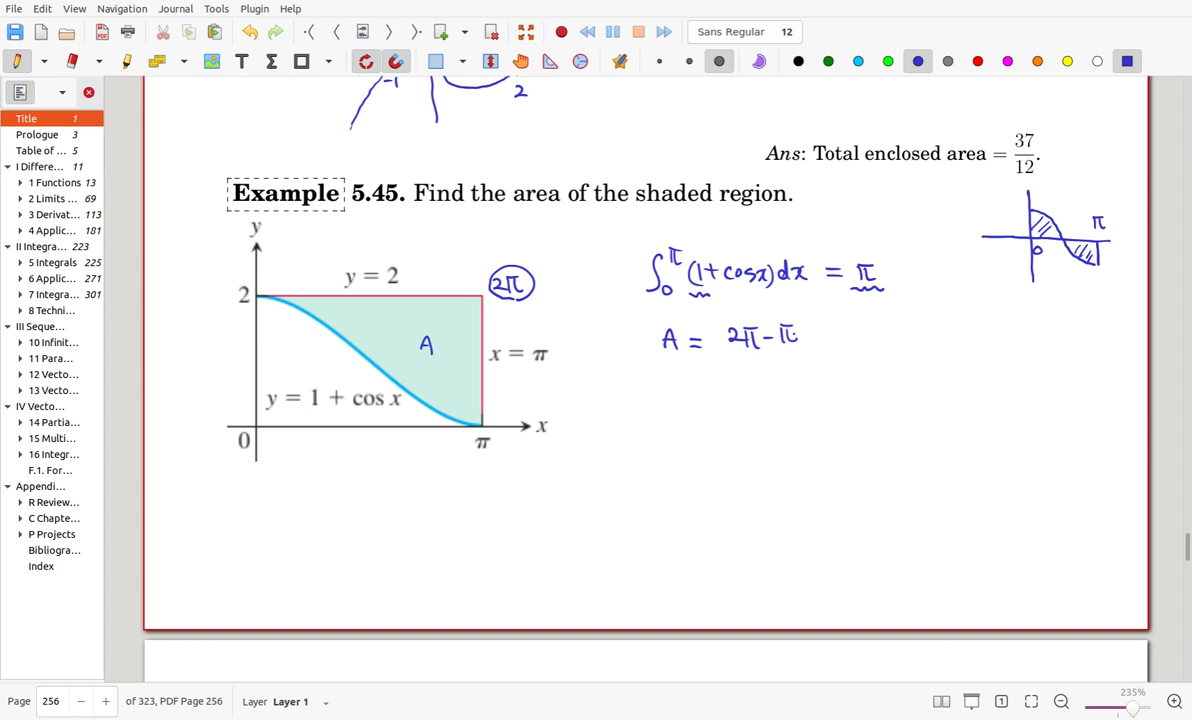 File Edit View Navigation Journal Tools Plugin Help
Sans Regular 12
Title 1
Prologue 3
Table of ... 5
I Differe... 11
1 Functions 13
2 Limits ... 69
3 Derivat... 113
4 Applic... 181
II Integra... 223
5 Integrals 225
6 Applic... 271
7 Integra... 301
8 Techni...
III Seque...
10 Infinit...
11 Para...
12 Vecto...
13 Vecto...
IV Vecto...
14 Partia...
15 Multi...
16 Integr...
F.1. For...
Appendi...
R Review...
C Chapte...
P Projects
Bibliogra...
Index
-1
2
Ans: Total enclosed area = 37/12.
Example 5.45. Find the area of the shaded region.
y
y = 2
2π
2
A
x = π
y = 1 + cos x
x
0
π
∫₀^π (1+cosx)dx = π
A = 2π-π
π
0
Page 256 − + of 323, PDF Page 256 Layer Layer 1
235%